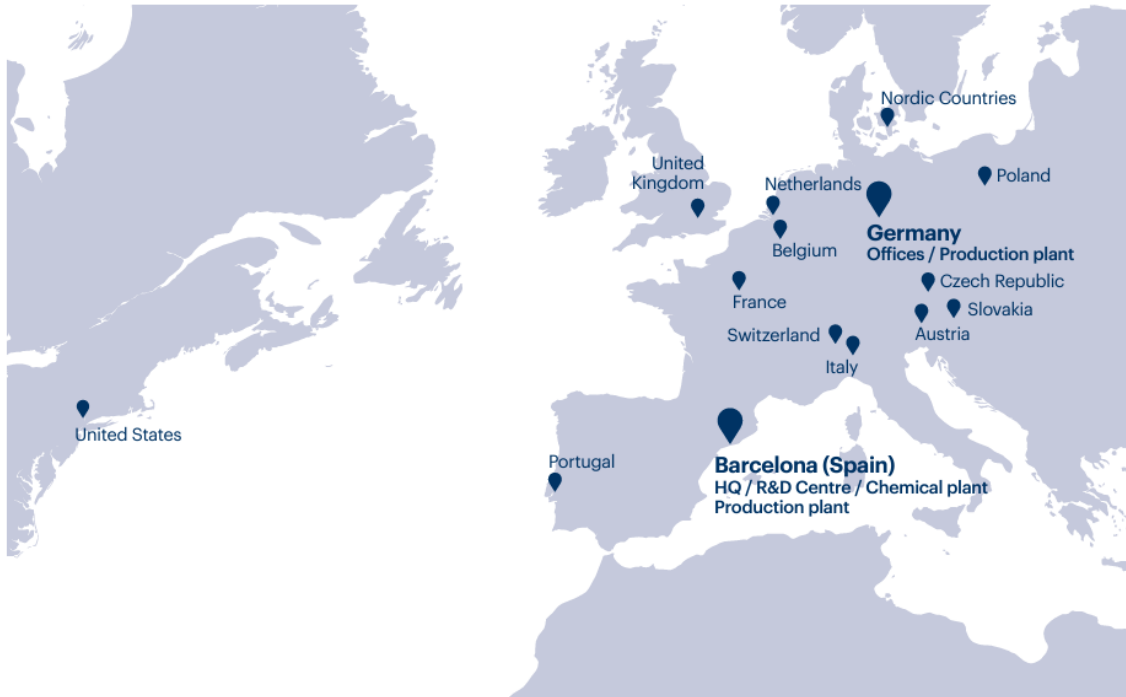 Nordic Countries
United
Kingdom
Netherlands
Poland
Germany
Offices / Production plant
Belgium
Czech Republic
France
Slovakia
Switzerland
Austria
Italy
United States
Portugal
Barcelona (Spain)
HQ / R&D Centre / Chemical plant
Production plant